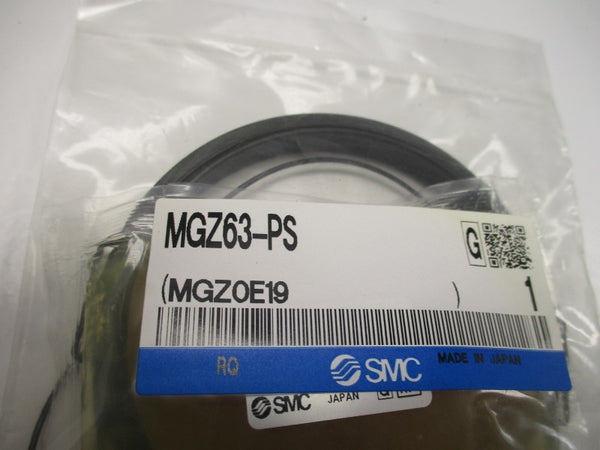 MGZ63-PS G
(MGZ0E19 ) 1
RQ SMC MADE IN JAPAN
SMC JAPAN G